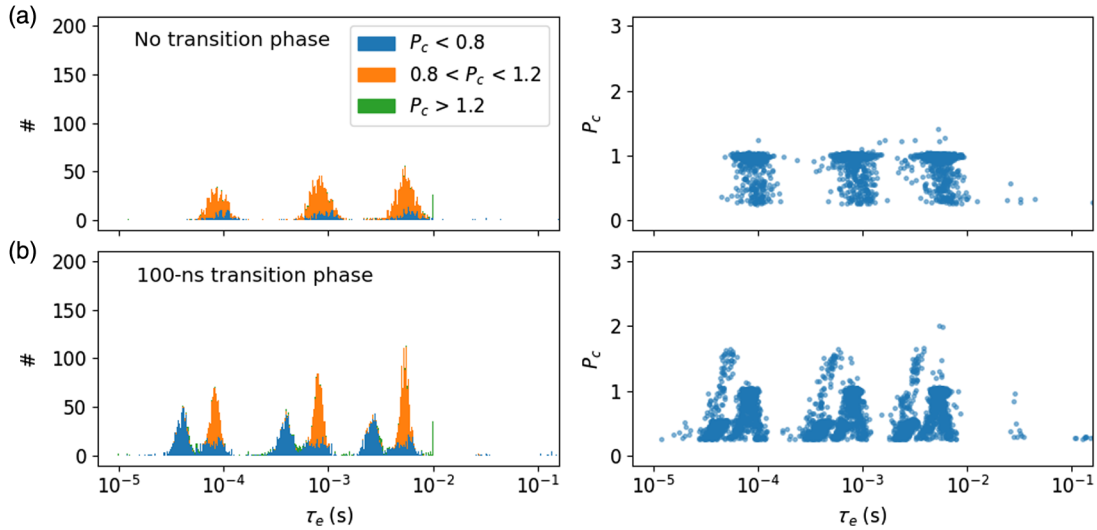 (a)
200
150
100
50
0
#
No transition phase
P_c < 0.8
0.8 < P_c < 1.2
P_c > 1.2
3
2
1
0
P_c
(b)
200
150
100
50
0
#
100-ns transition phase
10⁻⁵ 10⁻⁴ 10⁻³ 10⁻² 10⁻¹
τ_e (s)
3
2
1
0
P_c
10⁻⁵ 10⁻⁴ 10⁻³ 10⁻² 10⁻¹
τ_e (s)